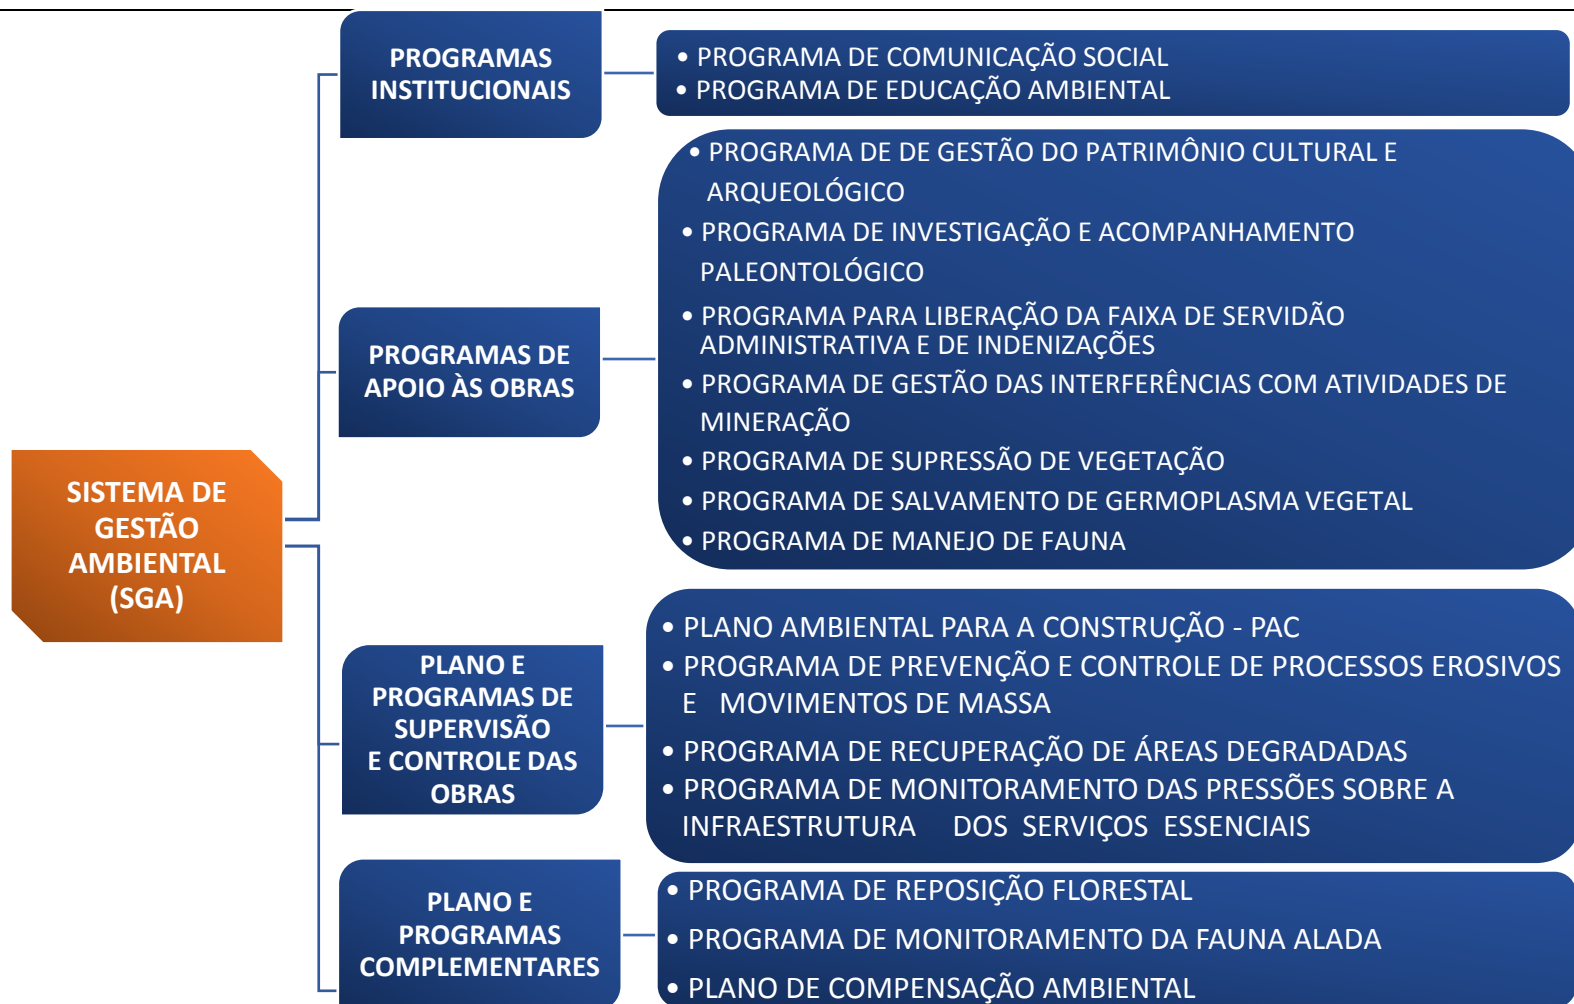 PROGRAMAS
INSTITUCIONAIS
• PROGRAMA DE COMUNICAÇÃO SOCIAL
• PROGRAMA DE EDUCAÇÃO AMBIENTAL
PROGRAMAS DE
APOIO ÀS OBRAS
• PROGRAMA DE DE GESTÃO DO PATRIMÔNIO CULTURAL E
ARQUEOLÓGICO
• PROGRAMA DE INVESTIGAÇÃO E ACOMPANHAMENTO
PALEONTOLÓGICO
• PROGRAMA PARA LIBERAÇÃO DA FAIXA DE SERVIDÃO
ADMINISTRATIVA E DE INDENIZAÇÕES
• PROGRAMA DE GESTÃO DAS INTERFERÊNCIAS COM ATIVIDADES DE
MINERAÇÃO
• PROGRAMA DE SUPRESSÃO DE VEGETAÇÃO
• PROGRAMA DE SALVAMENTO DE GERMOPLASMA VEGETAL
• PROGRAMA DE MANEJO DE FAUNA
SISTEMA DE
GESTÃO
AMBIENTAL
(SGA)
PLANO E
PROGRAMAS DE
SUPERVISÃO
E CONTROLE DAS
OBRAS
• PLANO AMBIENTAL PARA A CONSTRUÇÃO - PAC
• PROGRAMA DE PREVENÇÃO E CONTROLE DE PROCESSOS EROSIVOS
E MOVIMENTOS DE MASSA
• PROGRAMA DE RECUPERAÇÃO DE ÁREAS DEGRADADAS
• PROGRAMA DE MONITORAMENTO DAS PRESSÕES SOBRE A
INFRAESTRUTURA DOS SERVIÇOS ESSENCIAIS
PLANO E
PROGRAMAS
COMPLEMENTARES
• PROGRAMA DE REPOSIÇÃO FLORESTAL
• PROGRAMA DE MONITORAMENTO DA FAUNA ALADA
• PLANO DE COMPENSAÇÃO AMBIENTAL